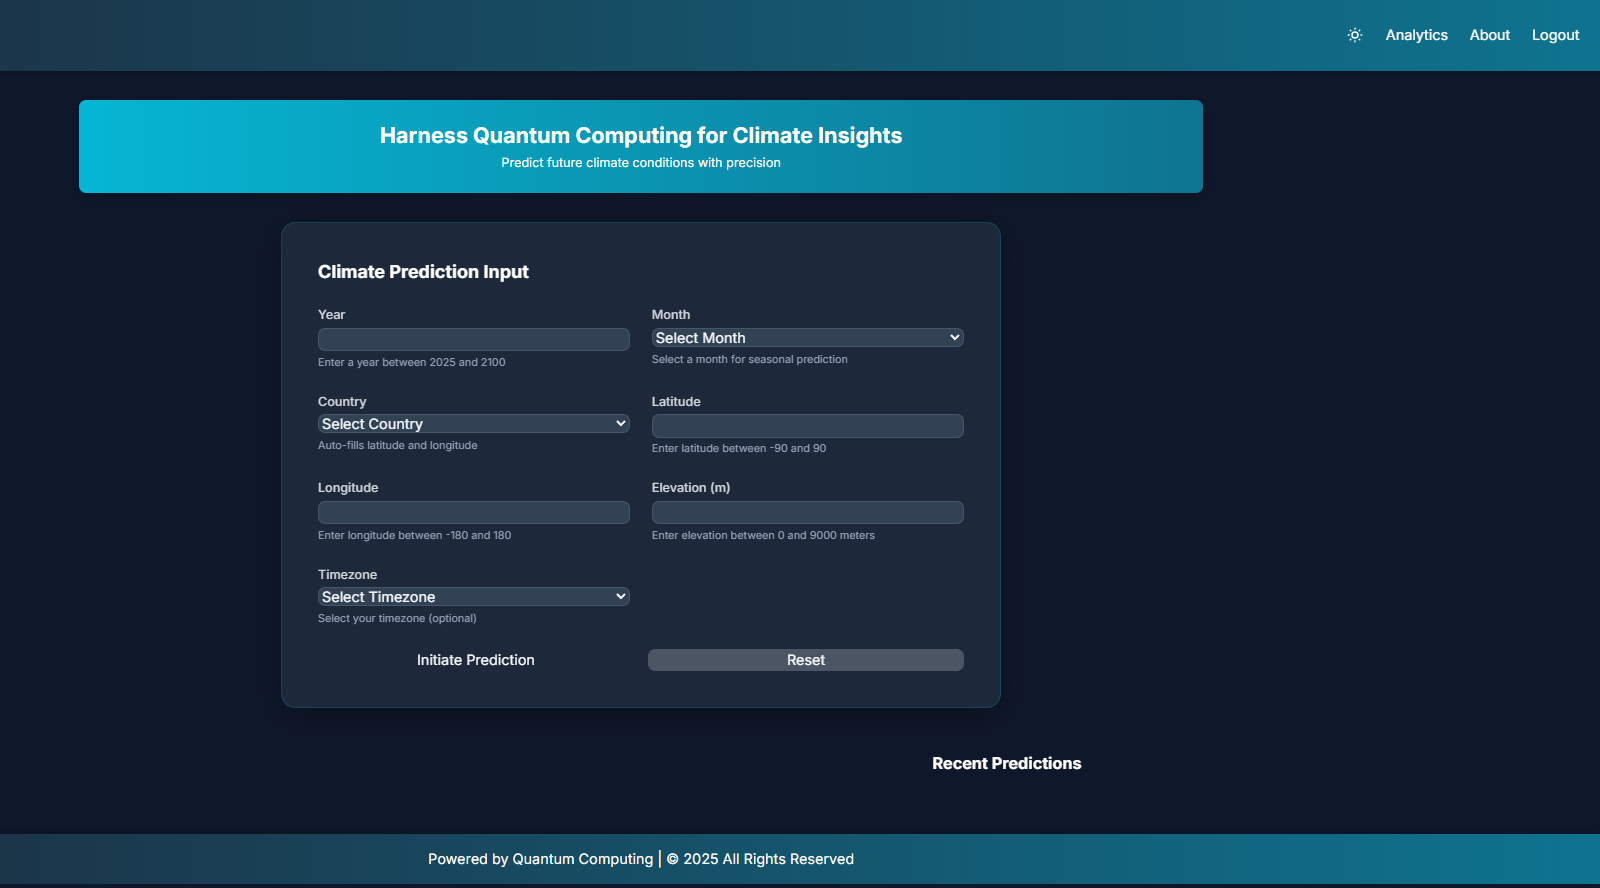 Analytics About Logout
Harness Quantum Computing for Climate Insights
Predict future climate conditions with precision
Climate Prediction Input
Year
Enter a year between 2025 and 2100
Month
Select Month
Select a month for seasonal prediction
Country
Select Country
Auto-fills latitude and longitude
Latitude
Enter latitude between -90 and 90
Longitude
Enter longitude between -180 and 180
Elevation (m)
Enter elevation between 0 and 9000 meters
Timezone
Select Timezone
Select your timezone (optional)
Initiate Prediction
Reset
Recent Predictions
Powered by Quantum Computing | © 2025 All Rights Reserved